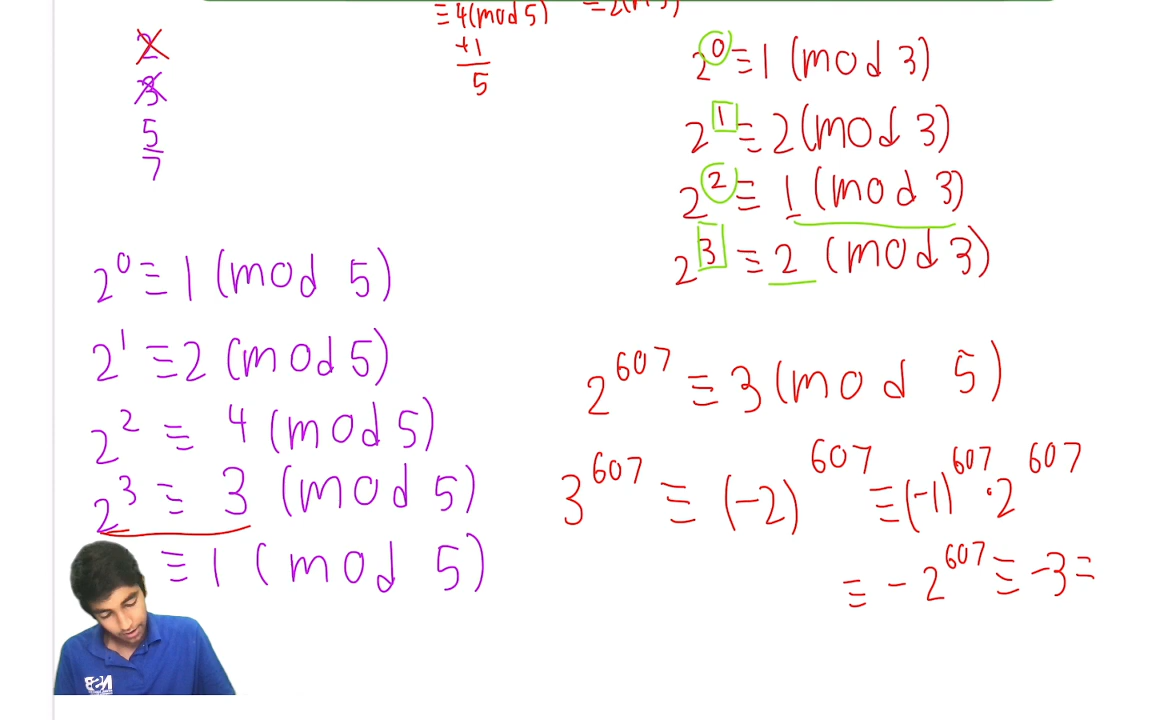 ≡ 4(mod 5)
+1
5
2
3
5
7
2^0 ≡ 1 (mod 3)
2^1 ≡ 2 (mod 3)
2^2 ≡ 1 (mod 3)
2^3 ≡ 2 (mod 3)
2^0 ≡ 1 (mod 5)
2^1 ≡ 2 (mod 5)
2^2 ≡ 4 (mod 5)
2^3 ≡ 3 (mod 5)
≡ 1 (mod 5)
2^607 ≡ 3 (mod 5)
3^607 ≡ (-2)^607 ≡ (-1)^607 · 2^607
≡ -2^607 ≡ -3 =